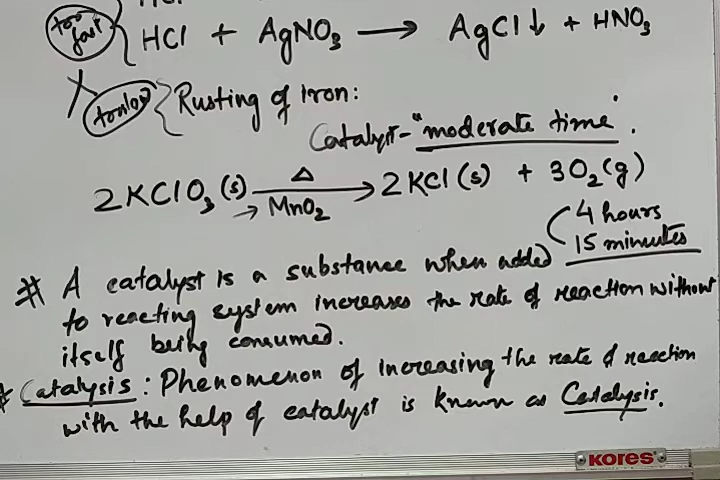 too fast
HCl + AgNO₃ → AgCl↓ + HNO₃
too slow
Rusting of Iron:
Catalyst- "moderate time".
2KClO₃(s) Δ → MnO₂ → 2KCl(s) + 3O₂(g)
4 hours
15 minutes
# A catalyst is a substance when added
to reacting system increases the rate of reaction without
itself being consumed.
# Catalysis: Phenomenon of increasing the rate of reaction
with the help of catalyst is known as Catalysis.
KORES